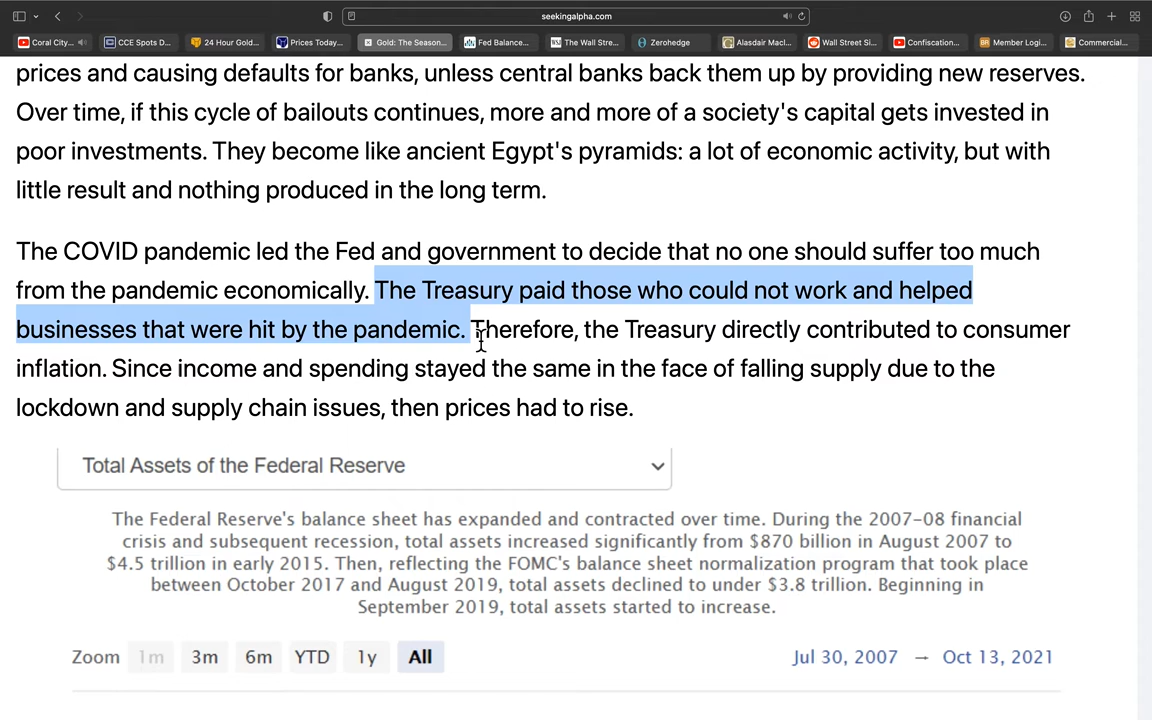 seekingalpha.com
Coral City...
CCE Spots D...
24 Hour Gold...
Prices Today...
Gold: The Season...
Fed Balance...
The Wall Stre...
Zerohedge
Alasdair Macl...
Wall Street Si...
Confiscation...
Member Logi...
Commercial...
prices and causing defaults for banks, unless central banks back them up by providing new reserves.
Over time, if this cycle of bailouts continues, more and more of a society's capital gets invested in
poor investments. They become like ancient Egypt's pyramids: a lot of economic activity, but with
little result and nothing produced in the long term.
The COVID pandemic led the Fed and government to decide that no one should suffer too much
from the pandemic economically. The Treasury paid those who could not work and helped
businesses that were hit by the pandemic. Therefore, the Treasury directly contributed to consumer
inflation. Since income and spending stayed the same in the face of falling supply due to the
lockdown and supply chain issues, then prices had to rise.
Total Assets of the Federal Reserve
The Federal Reserve's balance sheet has expanded and contracted over time. During the 2007-08 financial
crisis and subsequent recession, total assets increased significantly from $870 billion in August 2007 to
$4.5 trillion in early 2015. Then, reflecting the FOMC's balance sheet normalization program that took place
between October 2017 and August 2019, total assets declined to under $3.8 trillion. Beginning in
September 2019, total assets started to increase.
Zoom 1m 3m 6m YTD 1y All Jul 30, 2007 → Oct 13, 2021